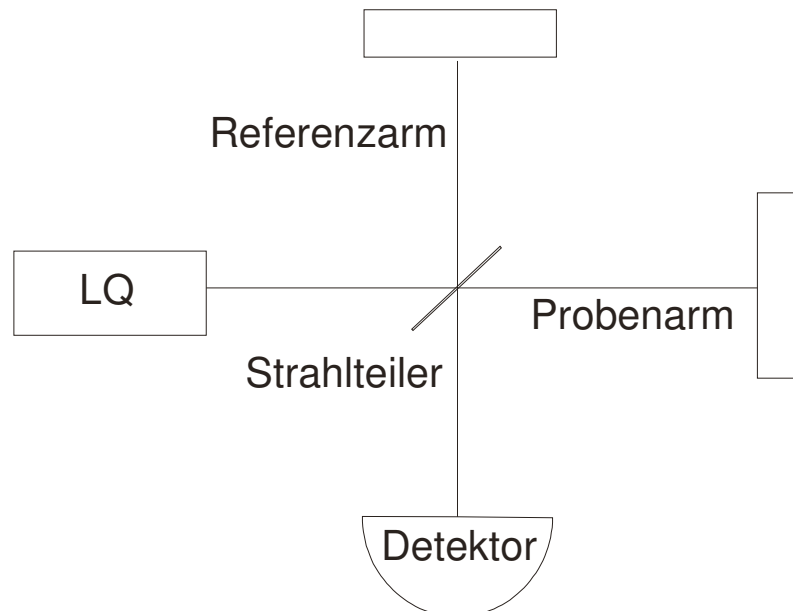 Referenzarm
LQ
Probenarm
Strahlteiler
Detektor